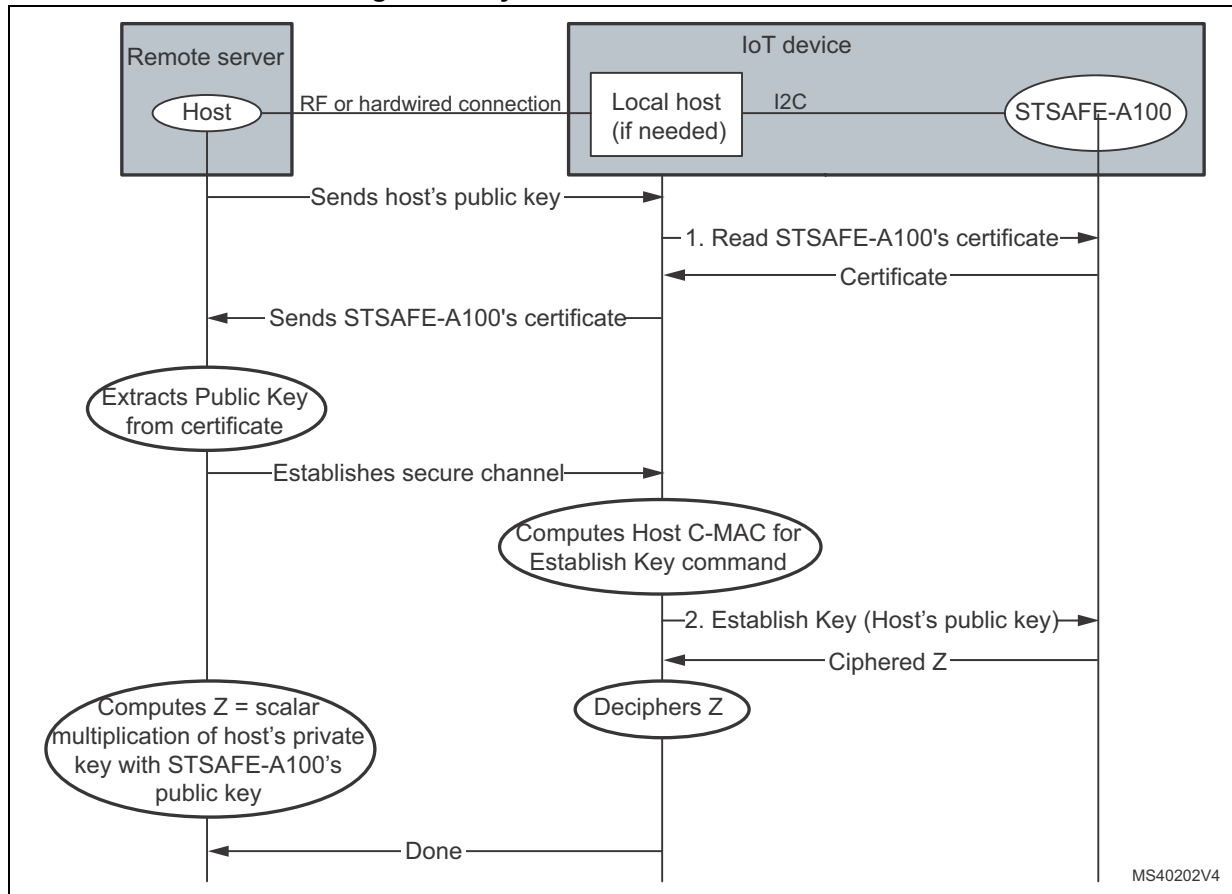 Remote server
IoT device
Host
RF or hardwired connection
Local host
(if needed)
I2C
STSAFE-A100
Sends host's public key
1. Read STSAFE-A100's certificate
Certificate
Sends STSAFE-A100's certificate
Extracts Public Key
from certificate
Establishes secure channel
Computes Host C-MAC for
Establish Key command
2. Establish Key (Host's public key)
Ciphered Z
Deciphers Z
Computes Z = scalar
multiplication of host's private
key with STSAFE-A100's
public key
Done
MS40202V4